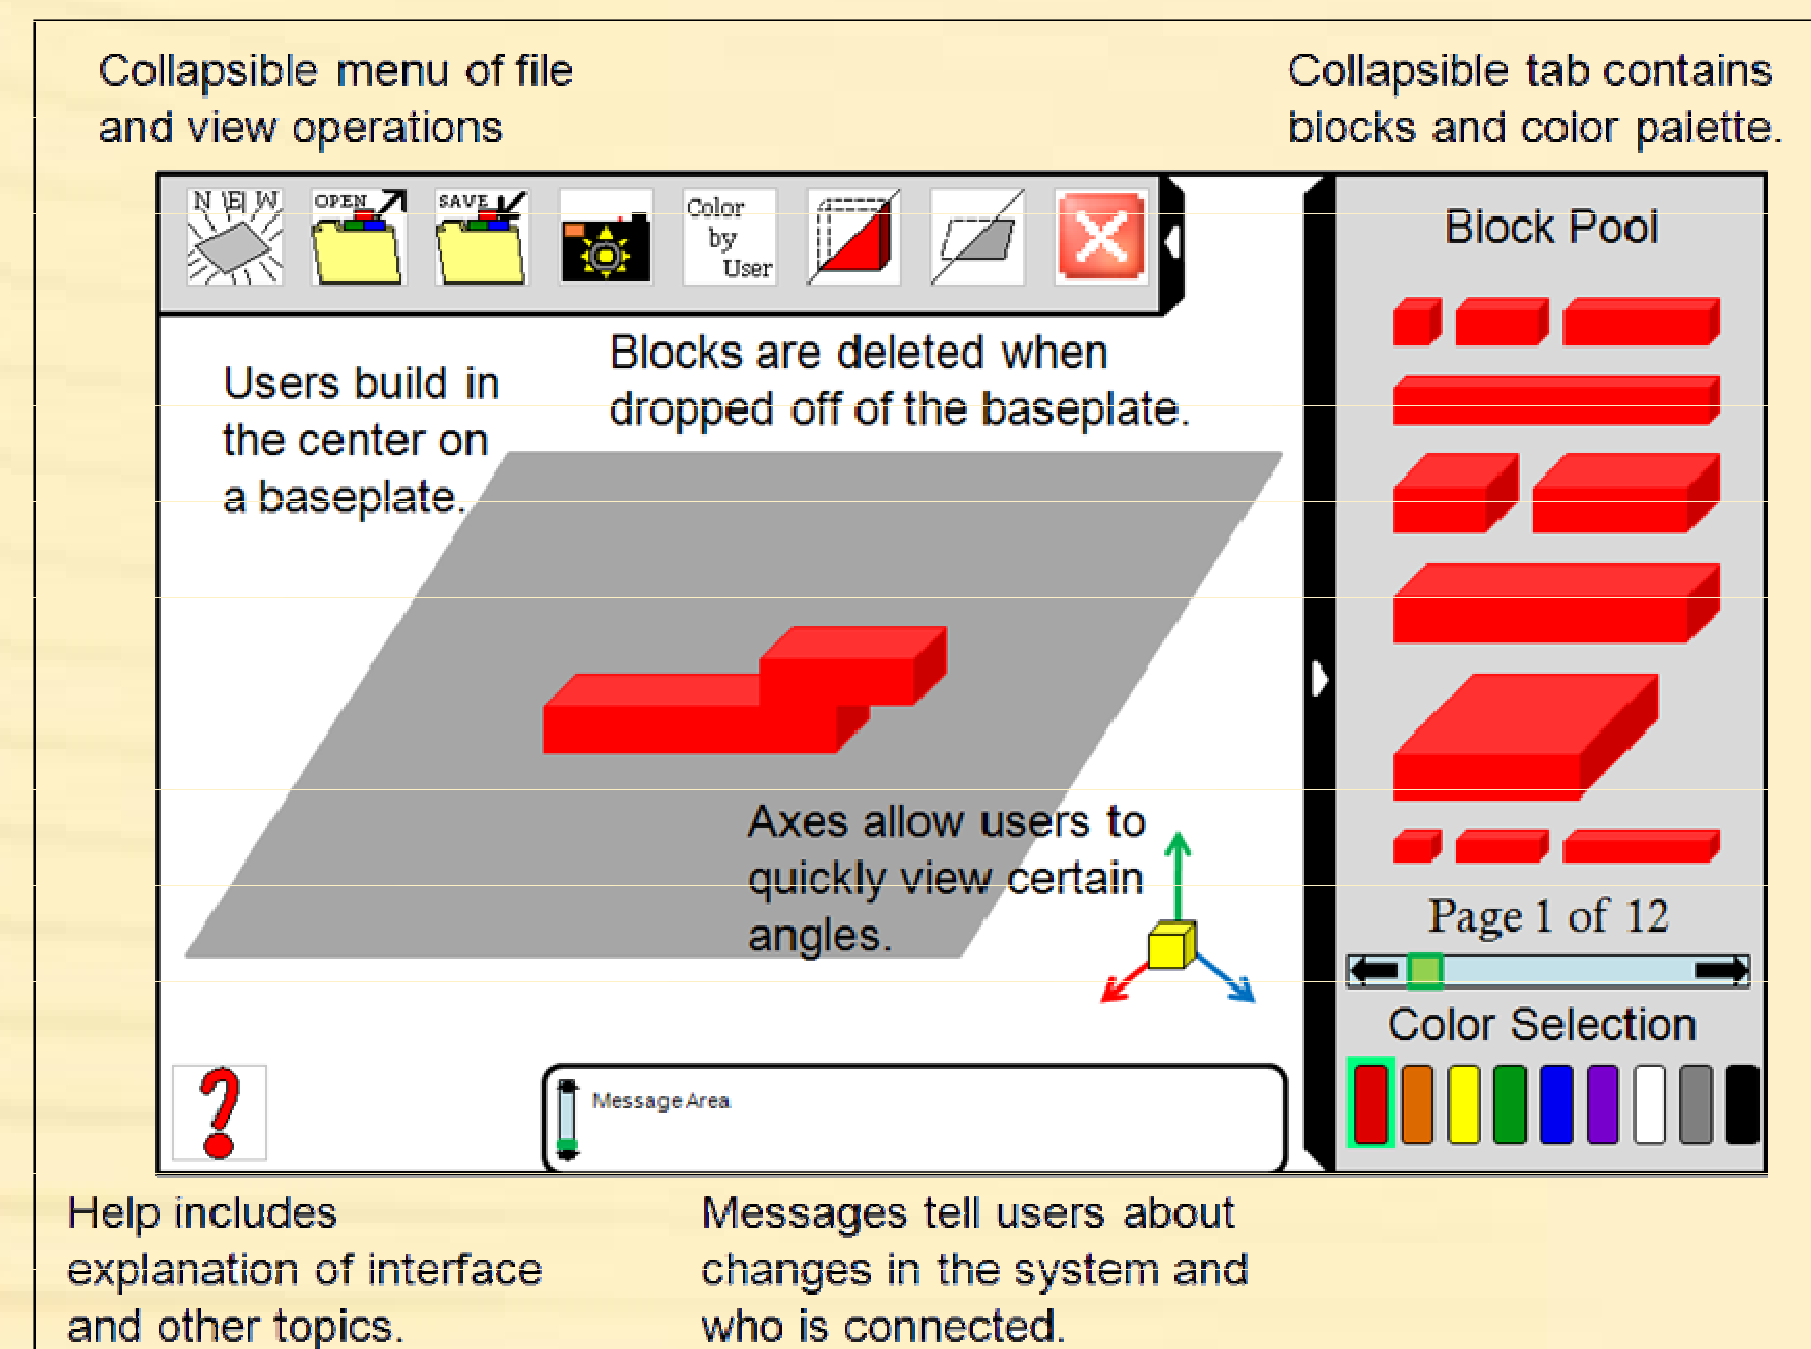 Collapsible menu of file
and view operations
Collapsible tab contains
blocks and color palette.
NEW
OPEN
SAVE
Color
by
User
Block Pool
Users build in
the center on
a baseplate.
Blocks are deleted when
dropped off of the baseplate.
Axes allow users to
quickly view certain
angles.
Page 1 of 12
Color Selection
?
Message Area
Help includes
explanation of interface
and other topics.
Messages tell users about
changes in the system and
who is connected.